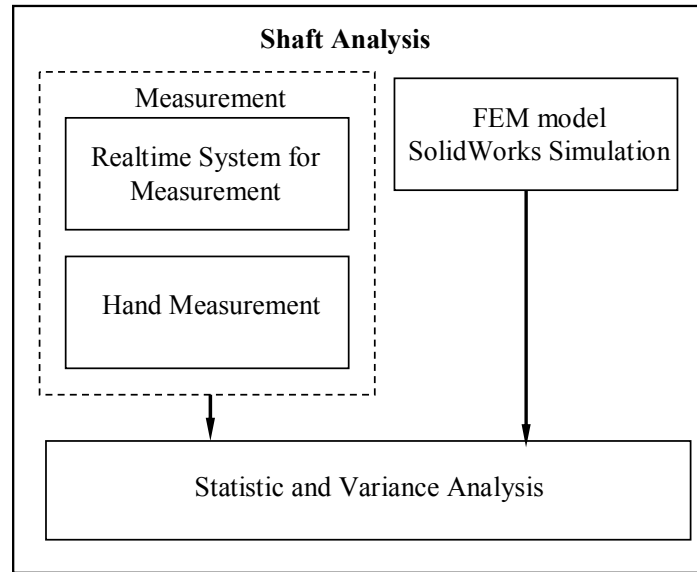 Shaft Analysis
Measurement
Realtime System for
Measurement
Hand Measurement
FEM model
SolidWorks Simulation
Statistic and Variance Analysis